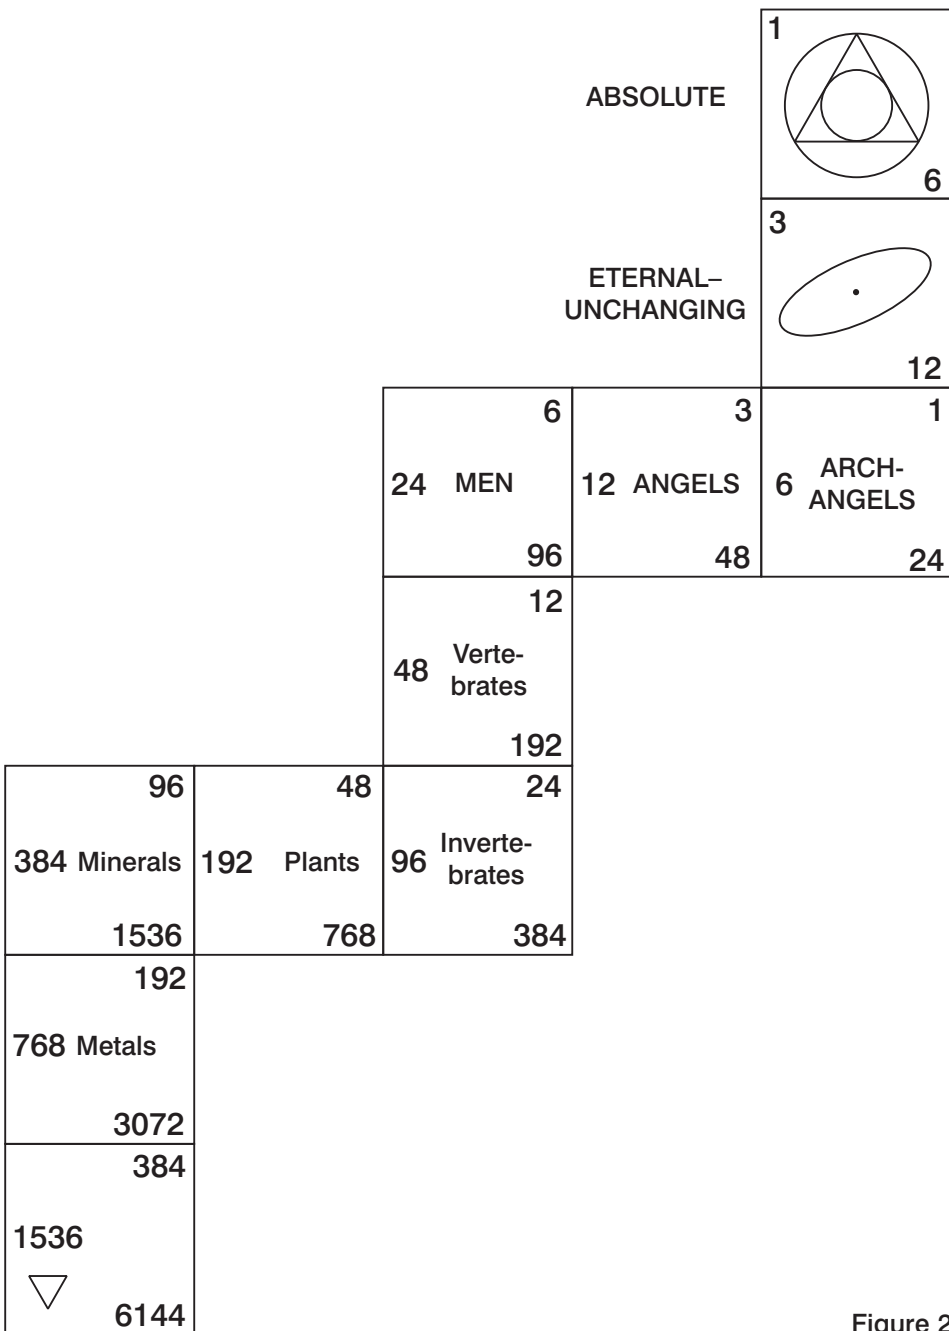 1
ABSOLUTE
6
3
ETERNAL–
UNCHANGING
12
6
24 MEN
96
3
12 ANGELS
48
1
6 ARCH-
ANGELS
24
12
48 Verte-
brates
192
96
384 Minerals
1536
48
192 Plants
768
24
96 Inverte-
brates
384
192
768 Metals
3072
384
1536
6144
Figure 2